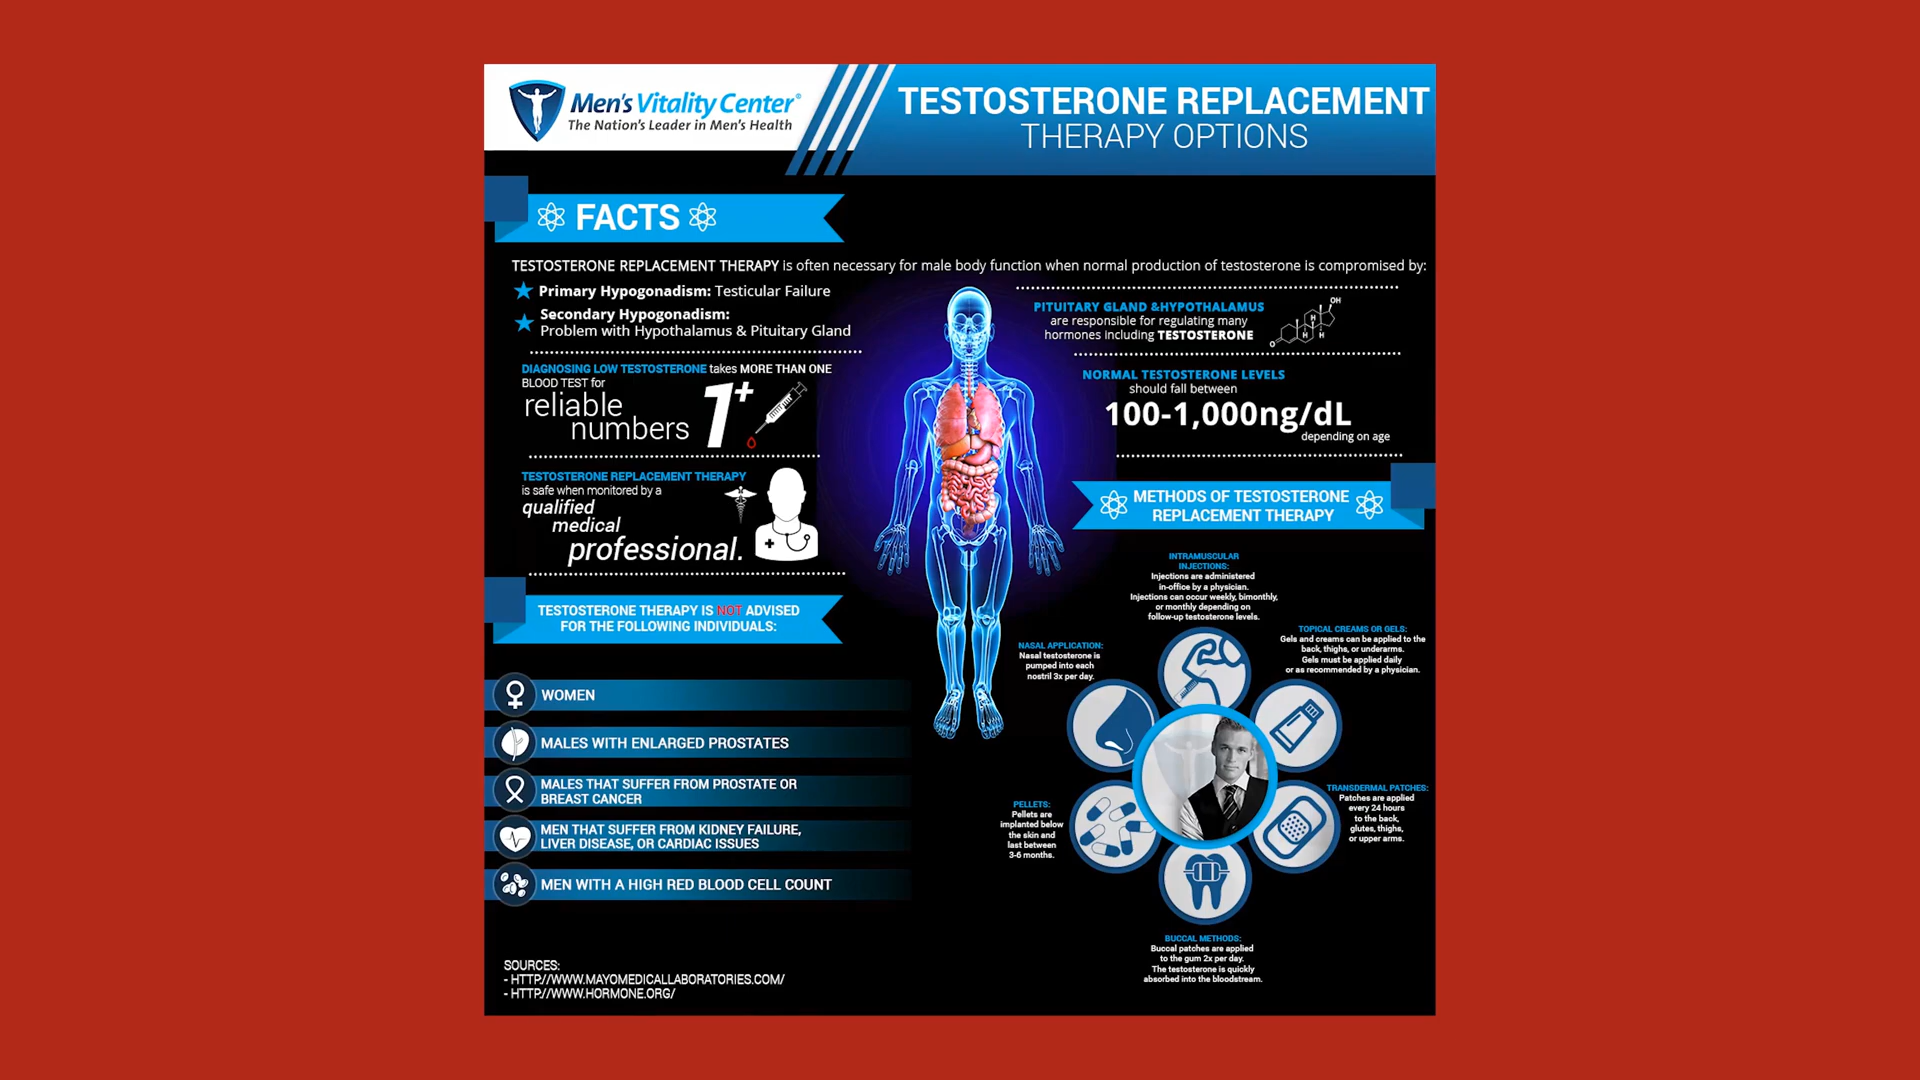 Men's Vitality Center®
The Nation's Leader in Men's Health
TESTOSTERONE REPLACEMENT
THERAPY OPTIONS
FACTS
TESTOSTERONE REPLACEMENT THERAPY is often necessary for male body function when normal production of testosterone is compromised by:
Primary Hypogonadism: Testicular Failure
Secondary Hypogonadism:
Problem with Hypothalamus & Pituitary Gland
PITUITARY GLAND &HYPOTHALAMUS
are responsible for regulating many
hormones including TESTOSTERONE
OH
H
H
H
O
DIAGNOSING LOW TESTOSTERONE takes MORE THAN ONE
BLOOD TEST for
reliable
numbers
1+
NORMAL TESTOSTERONE LEVELS
should fall between
100-1,000ng/dL
depending on age
TESTOSTERONE REPLACEMENT THERAPY
is safe when monitored by a
qualified
medical
professional.
METHODS OF TESTOSTERONE
REPLACEMENT THERAPY
TESTOSTERONE THERAPY IS NOT ADVISED
FOR THE FOLLOWING INDIVIDUALS:
WOMEN
MALES WITH ENLARGED PROSTATES
MALES THAT SUFFER FROM PROSTATE OR
BREAST CANCER
MEN THAT SUFFER FROM KIDNEY FAILURE,
LIVER DISEASE, OR CARDIAC ISSUES
MEN WITH A HIGH RED BLOOD CELL COUNT
INTRAMUSCULAR
INJECTIONS:
Injections are administered
in-office by a physician.
Injections can occur weekly, bimonthly,
or monthly depending on
follow-up testosterone levels.
TOPICAL CREAMS OR GELS:
Gels and creams can be applied to the
back, thighs, or underarms.
Gels must be applied daily
or as recommended by a physician.
NASAL APPLICATION:
Nasal testosterone is
pumped into each
nostril 3x per day.
TRANSDERMAL PATCHES:
Patches are applied
every 24 hours
to the back,
glutes, thighs,
or upper arms.
PELLETS:
Pellets are
implanted below
the skin and
last between
3-6 months.
BUCCAL METHODS:
Buccal patches are applied
to the gum 2x per day.
The testosterone is quickly
absorbed into the bloodstream.
SOURCES:
- HTTP://WWW.MAYOMEDICALLABORATORIES.COM/
- HTTP://WWW.HORMONE.ORG/